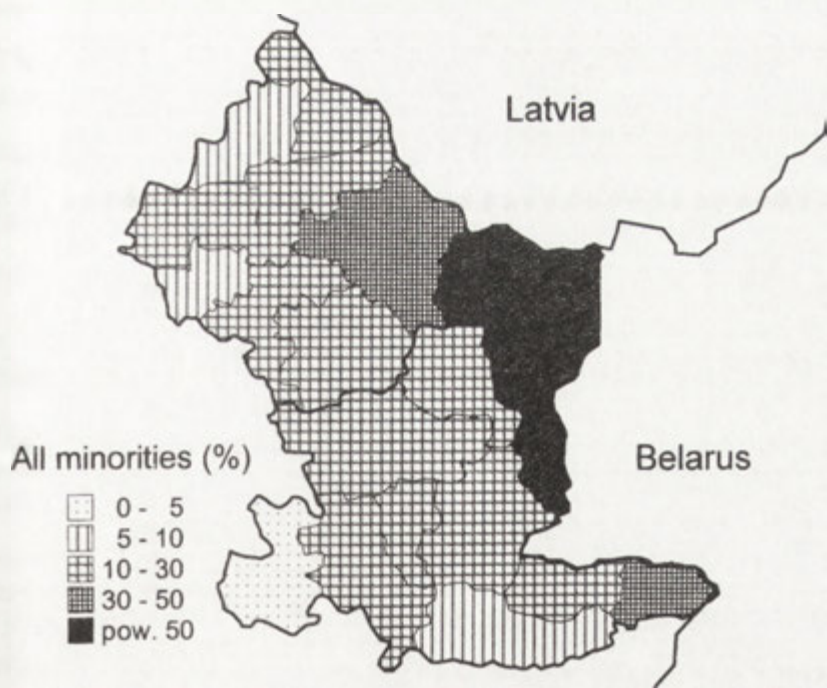 Latvia
Belarus
All minorities (%)
0 - 5
5 - 10
10 - 30
30 - 50
pow. 50